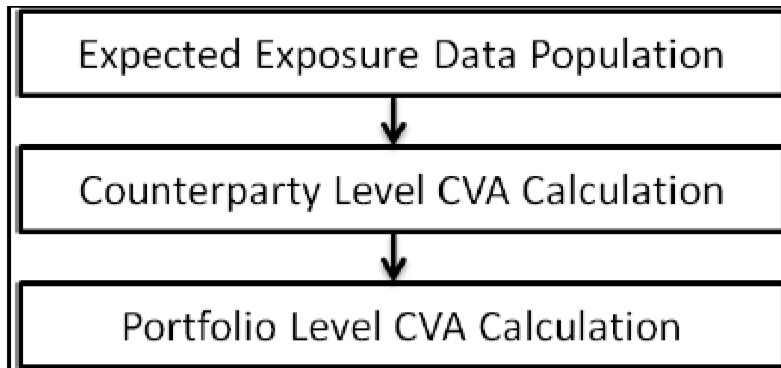 Expected Exposure Data Population
Counterparty Level CVA Calculation
Portfolio Level CVA Calculation